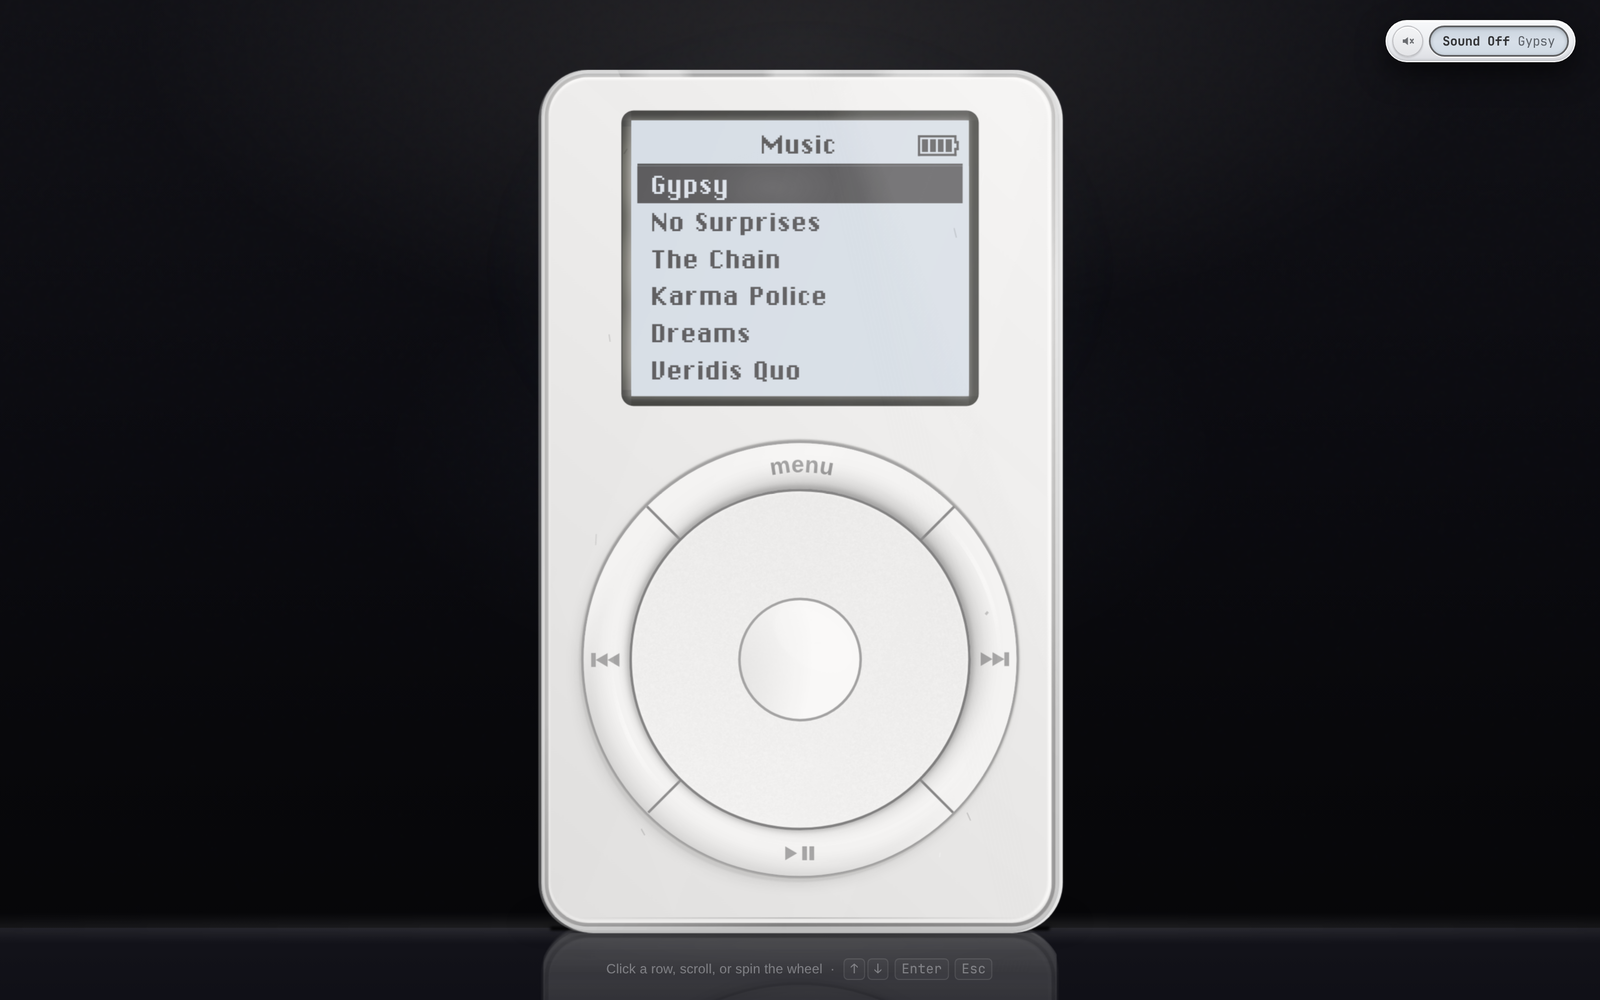 Sound Off Gypsy
Music
Gypsy
No Surprises
The Chain
Karma Police
Dreams
Veridis Quo
menu
Click a row, scroll, or spin the wheel · ↑ ↓ Enter Esc